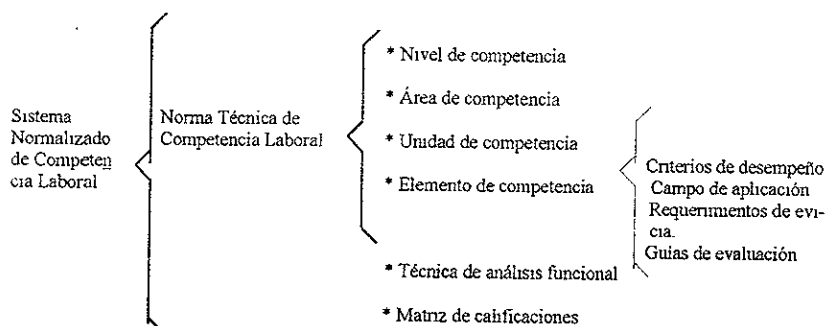 Sistema
Normalizado
de Competen
cia Laboral
Norma Técnica de
Competencia Laboral
* Nivel de competencia
* Área de competencia
* Unidad de competencia
* Elemento de competencia
Criterios de desempeño
Campo de aplicación
Requerimientos de evi-
cia.
Guias de evaluación
* Técnica de análisis funcional
* Matriz de calificaciones